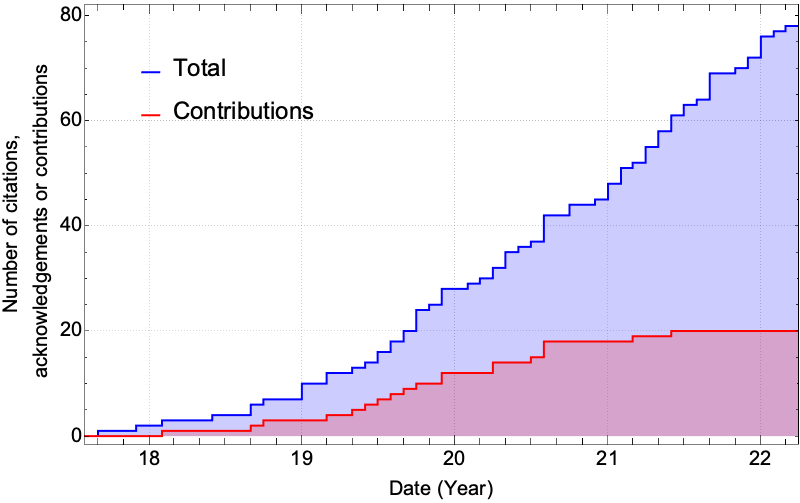 80
60
40
20
0
Total
Contributions
Number of citations,
acknowledgements or contributions
18 19 20 21 22
Date (Year)